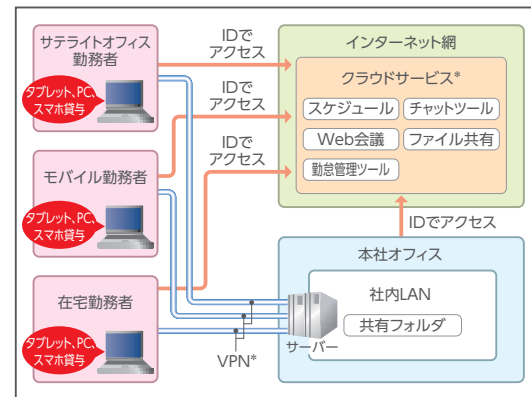 サテライトオフィス
勤務者
タブレット、PC、
スマホ貸与
モバイル勤務者
タブレット、PC、
スマホ貸与
在宅勤務者
タブレット、PC、
スマホ貸与
IDで
アクセス
IDで
アクセス
IDで
アクセス
インターネット網
クラウドサービス*
スケジュール
チャットツール
Web会議
ファイル共有
勤怠管理ツール
IDでアクセス
本社オフィス
社内LAN
共有フォルダ
サーバー
VPN*